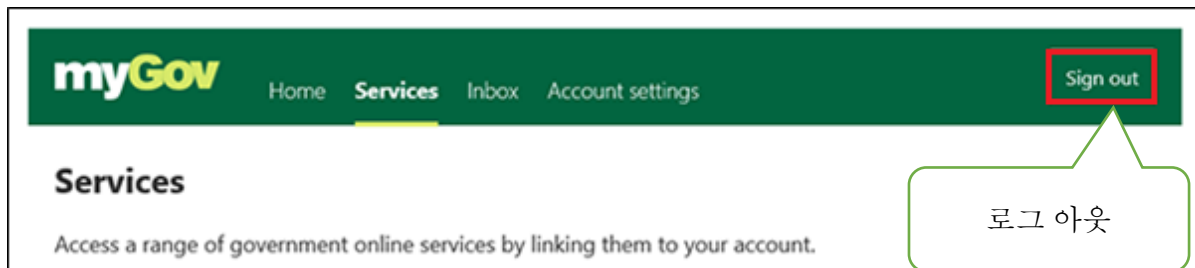 myGov Home Services Inbox Account settings Sign out
Services
로그 아웃
Access a range of government online services by linking them to your account.